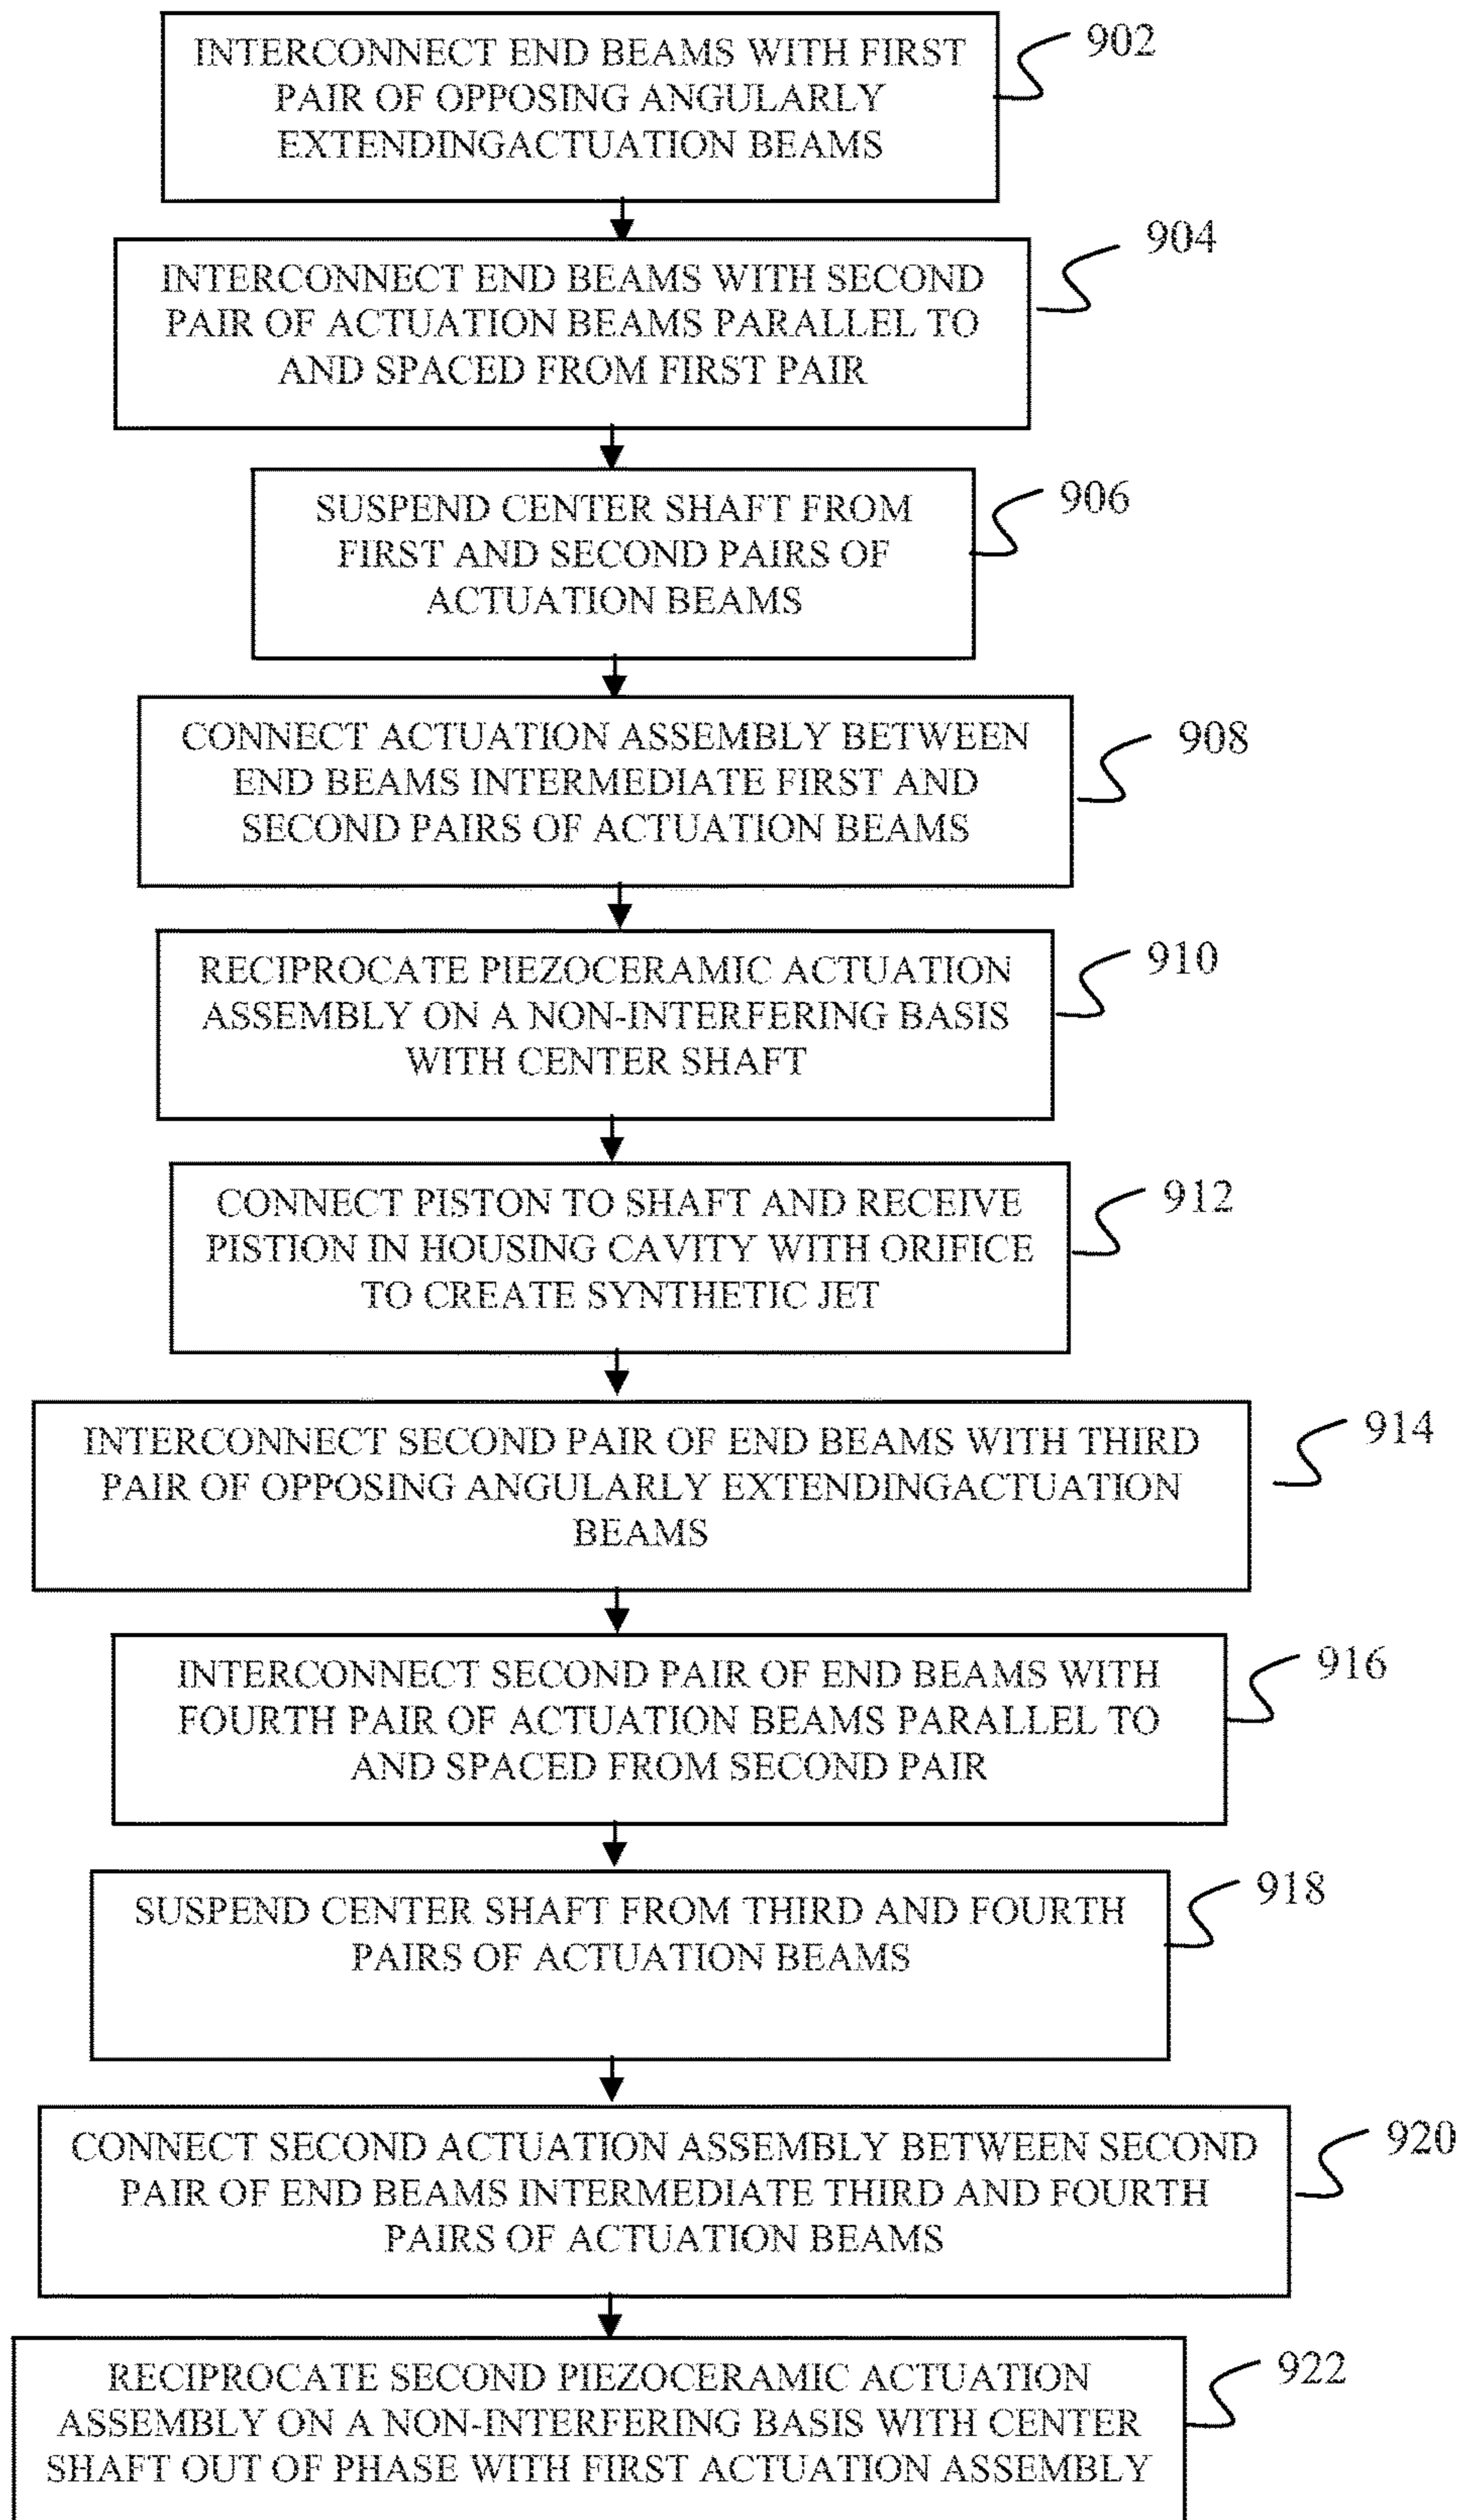 INTERCONNECT END BEAMS WITH FIRST
PAIR OF OPPOSING ANGULARLY
EXTENDINGACTUATION BEAMS
902
INTERCONNECT END BEAMS WITH SECOND
PAIR OF ACTUATION BEAMS PARALLEL TO
AND SPACED FROM FIRST PAIR
904
SUSPEND CENTER SHAFT FROM
FIRST AND SECOND PAIRS OF
ACTUATION BEAMS
906
CONNECT ACTUATION ASSEMBLY BETWEEN
END BEAMS INTERMEDIATE FIRST AND
SECOND PAIRS OF ACTUATION BEAMS
908
RECIPROCATE PIEZOCERAMIC ACTUATION
ASSEMBLY ON A NON-INTERFERING BASIS
WITH CENTER SHAFT
910
CONNECT PISTON TO SHAFT AND RECEIVE
PISTION IN HOUSING CAVITY WITH ORIFICE
TO CREATE SYNTHETIC JET
912
INTERCONNECT SECOND PAIR OF END BEAMS WITH THIRD
PAIR OF OPPOSING ANGULARLY EXTENDINGACTUATION
BEAMS
914
INTERCONNECT SECOND PAIR OF END BEAMS WITH
FOURTH PAIR OF ACTUATION BEAMS PARALLEL TO
AND SPACED FROM SECOND PAIR
916
SUSPEND CENTER SHAFT FROM THIRD AND FOURTH
PAIRS OF ACTUATION BEAMS
918
CONNECT SECOND ACTUATION ASSEMBLY BETWEEN SECOND
PAIR OF END BEAMS INTERMEDIATE THIRD AND FOURTH
PAIRS OF ACTUATION BEAMS
920
RECIPROCATE SECOND PIEZOCERAMIC ACTUATION
ASSEMBLY ON A NON-INTERFERING BASIS WITH CENTER
SHAFT OUT OF PHASE WITH FIRST ACTUATION ASSEMBLY
922